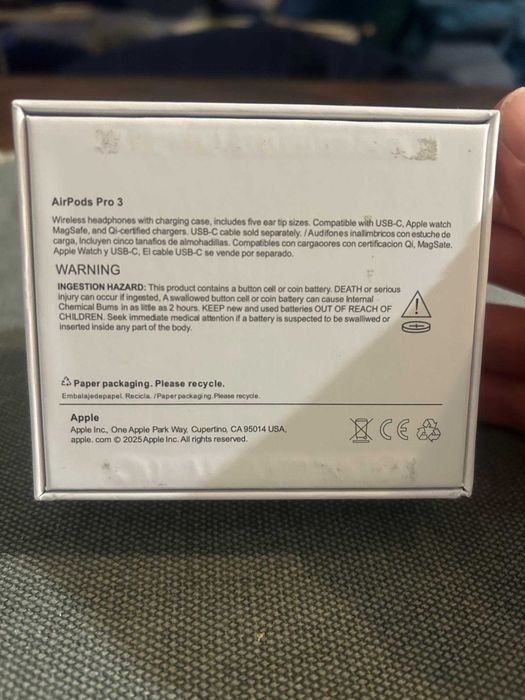 AirPods Pro 3
Wireless headphones with charging case, includes five ear tip sizes. Compatible with USB-C, Apple watch
MagSafe, and Qi-certified chargers. USB-C cable sold separately. / Audifones inalimbricos con estuche de
carga, Incluyen cinco tanafios de almohadillas. Compatibles con cargaoores con certificacion Qi, MagSate.
Apple Watch y USB-C, El cable USB-C se vende por separado.
WARNING
INGESTION HAZARD: This product contains a button cell or coin battery. DEATH or serious
Injury can occur if ingested, A swallowed button cell or coin battery can cause Internal
Chemical Bums in as little as 2 hours. KEEP new and used batteries OUT OF REACH OF
CHILDREN. Seek immediate medical attention if a battery is suspected to be swalliwed or
inserted inside any part of the body.
Paper packaging. Please recycle.
Embalajedepapel. Recicla. /Paper packaging. Please recycle.
Apple
Apple Inc., One Apple Park Way, Cupertino, CA 95014 USA,
apple. com © 2025 Apple Inc. All rights reserved.
CE